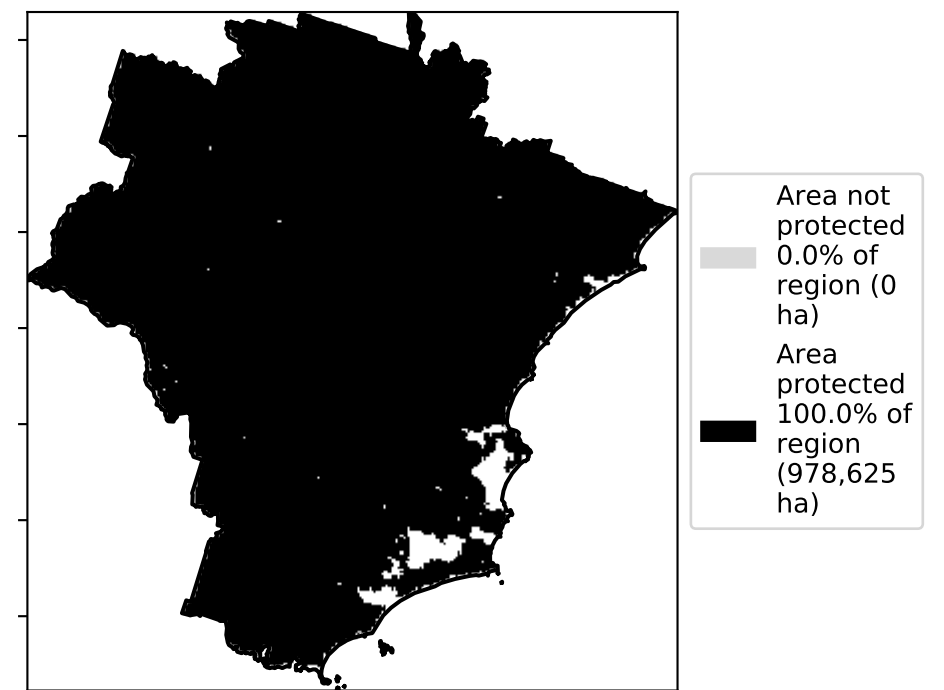 Area not
protected
0.0% of
region (0
ha)
Area
protected
100.0% of
region
(978,625
ha)